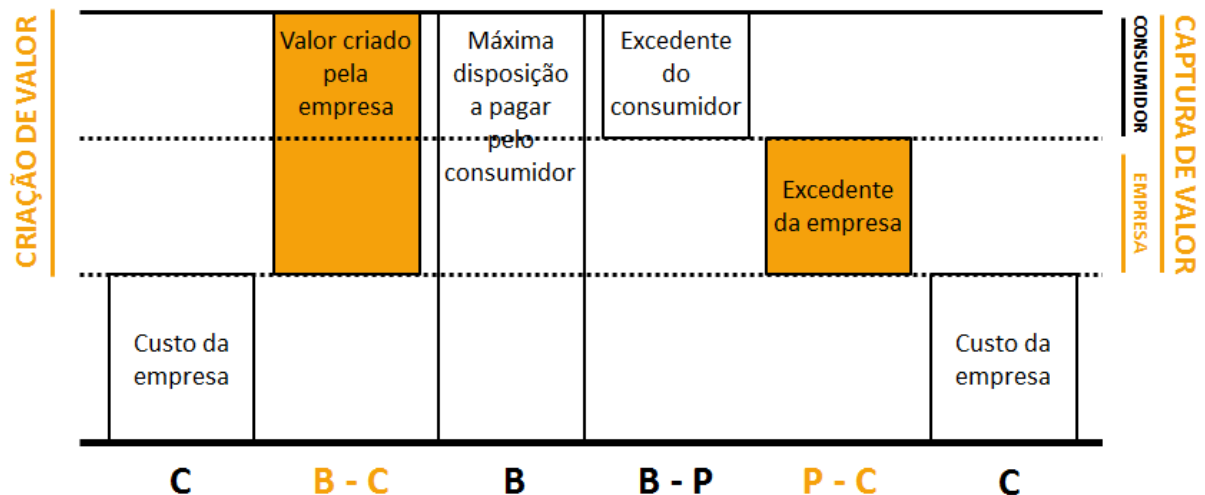 CRIAÇÃO DE VALOR
Valor criado
pela
empresa
Máxima
disposição
a pagar
pelo
consumidor
Excedente
do
consumidor
Excedente
da empresa
Custo da
empresa
Custo da
empresa
CONSUMIDOR
EMPRESA
CAPTURA DE VALOR
C
B - C
B
B - P
P - C
C